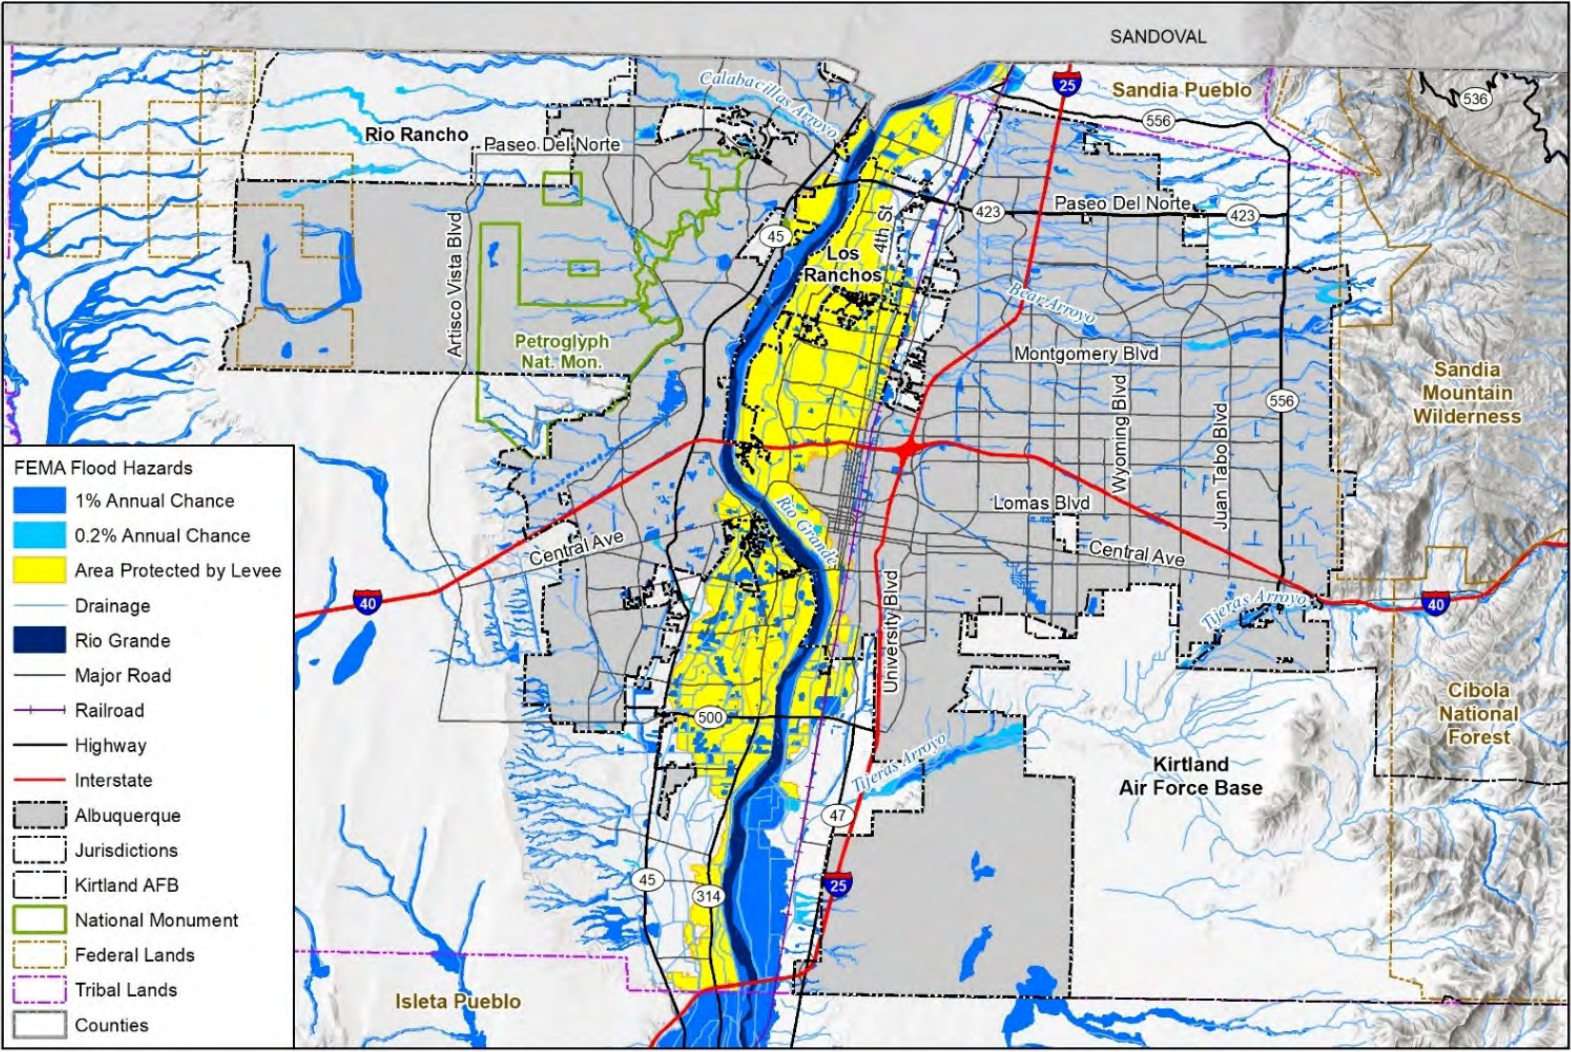 SANDOVAL
Calabacillas Arroyo
25
Sandia Pueblo
536
556
Rio Rancho
Paseo Del Norte
423
Paseo Del Norte
423
4th St
45
Artisco Vista Blvd
Los
Ranchos
Bear Arroyo
Petroglyph
Nat. Mon.
Montgomery Blvd
Sandia
Mountain
Wilderness
Wyoming Blvd
Juan Tabo Blvd
556
Lomas Blvd
Rio Grande
Central Ave
Central Ave
40
40
Tijeras Arroyo
University Blvd
500
Cibola
National
Forest
Tijeras Arroyo
Kirtland
Air Force Base
47
45
314
25
Isleta Pueblo
FEMA Flood Hazards
1% Annual Chance
0.2% Annual Chance
Area Protected by Levee
Drainage
Rio Grande
Major Road
Railroad
Highway
Interstate
Albuquerque
Jurisdictions
Kirtland AFB
National Monument
Federal Lands
Tribal Lands
Counties